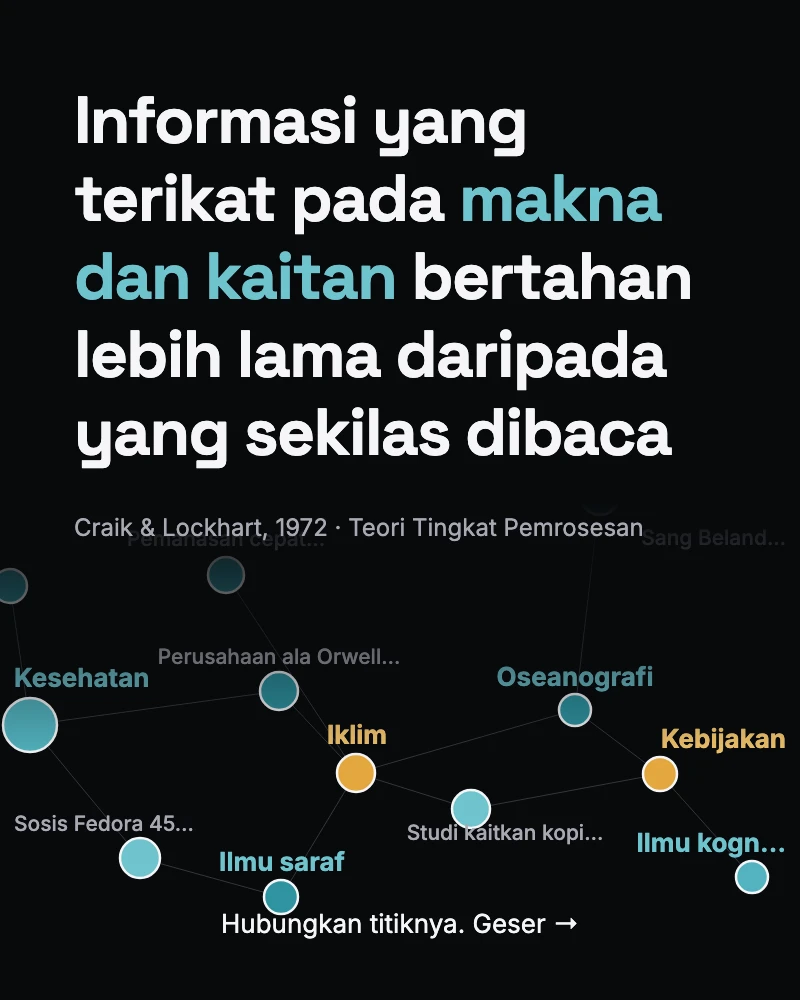 Informasi yang
terikat pada makna
dan kaitan bertahan
lebih lama daripada
yang sekilas dibaca
Craik & Lockhart, 1972 · Teori Tingkat Pemrosesan
Pemanasan cepat...
Sang Beland...
Perusahaan ala Orwell...
Kesehatan
Oseanografi
Iklim
Kebijakan
Sosis Fedora 45...
Studi kaitkan kopi...
Ilmu kogn...
Ilmu saraf
Hubungkan titiknya. Geser →